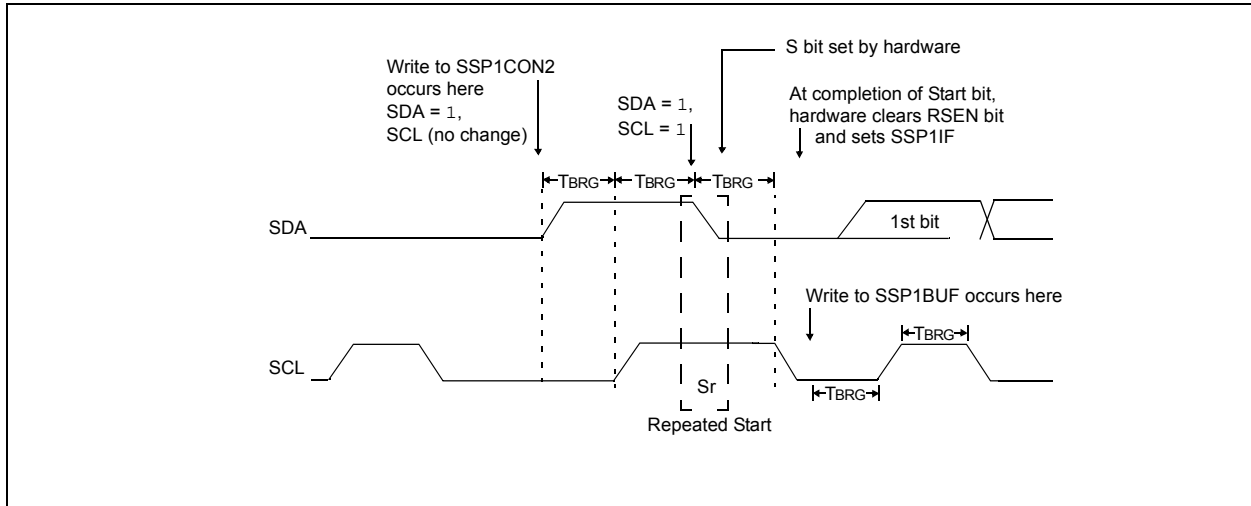 S bit set by hardware
Write to SSP1CON2
occurs here
SDA = 1,
SCL (no change)
SDA = 1,
SCL = 1
At completion of Start bit,
hardware clears RSEN bit
and sets SSP1IF
TBRG TBRG TBRG
SDA
1st bit
Write to SSP1BUF occurs here
TBRG
SCL
Sr
TBRG
Repeated Start